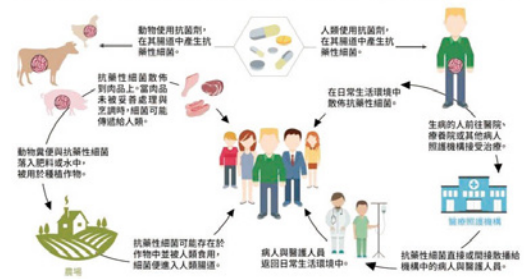 動物使用抗菌劑,
在其腸道中產生抗
藥性細菌。
人類使用抗菌劑,
在其腸道中產生抗
藥性細菌。
抗藥性細菌散佈
到肉品上。當肉品
未被妥善處理與
烹調時,細菌可能
傳遞給人類。
在日常生活環境中
散佈抗藥性細菌。
生病的人前往醫院、
療養院或其他病人
照護機構接受治療。
動物糞便與抗藥性細菌
落入肥料或水中,
被用於種植作物。
醫療照護機構
農場
抗藥性細菌可能存在於
作物中並被人類食用,
細菌便進入人類腸道。
病人與醫護人員
返回日常生活環境中。
抗藥性細菌直接或間接散播給
機構中的病人與醫護人員。